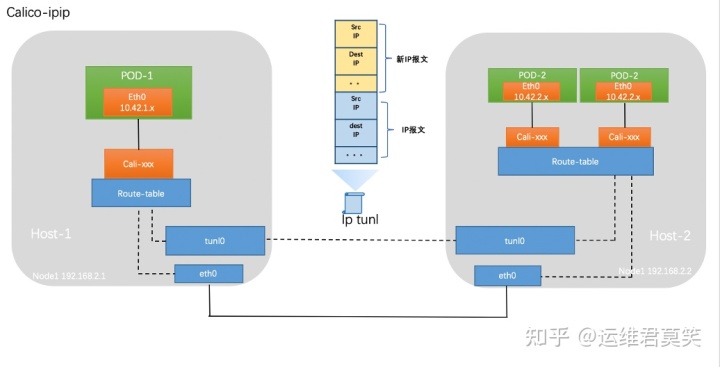 Calico-ipip
POD-1
Eth0
10.42.1.x
Cali-xxx
Route-table
Host-1
tunl0
Node1 192.168.2.1
eth0
Src
IP
Dest
IP
• •
新IP报文
Src
IP
dest
IP
• • •
IP报文
Ip tunl
POD-2
Eth0
10.42.2.x
POD-2
Eth0
10.42.2.x
Cali-xxx
Cali-xxx
Route-table
tunl0
Host-2
eth0
Node1 192.168.2.2
知乎 @运维君莫笑